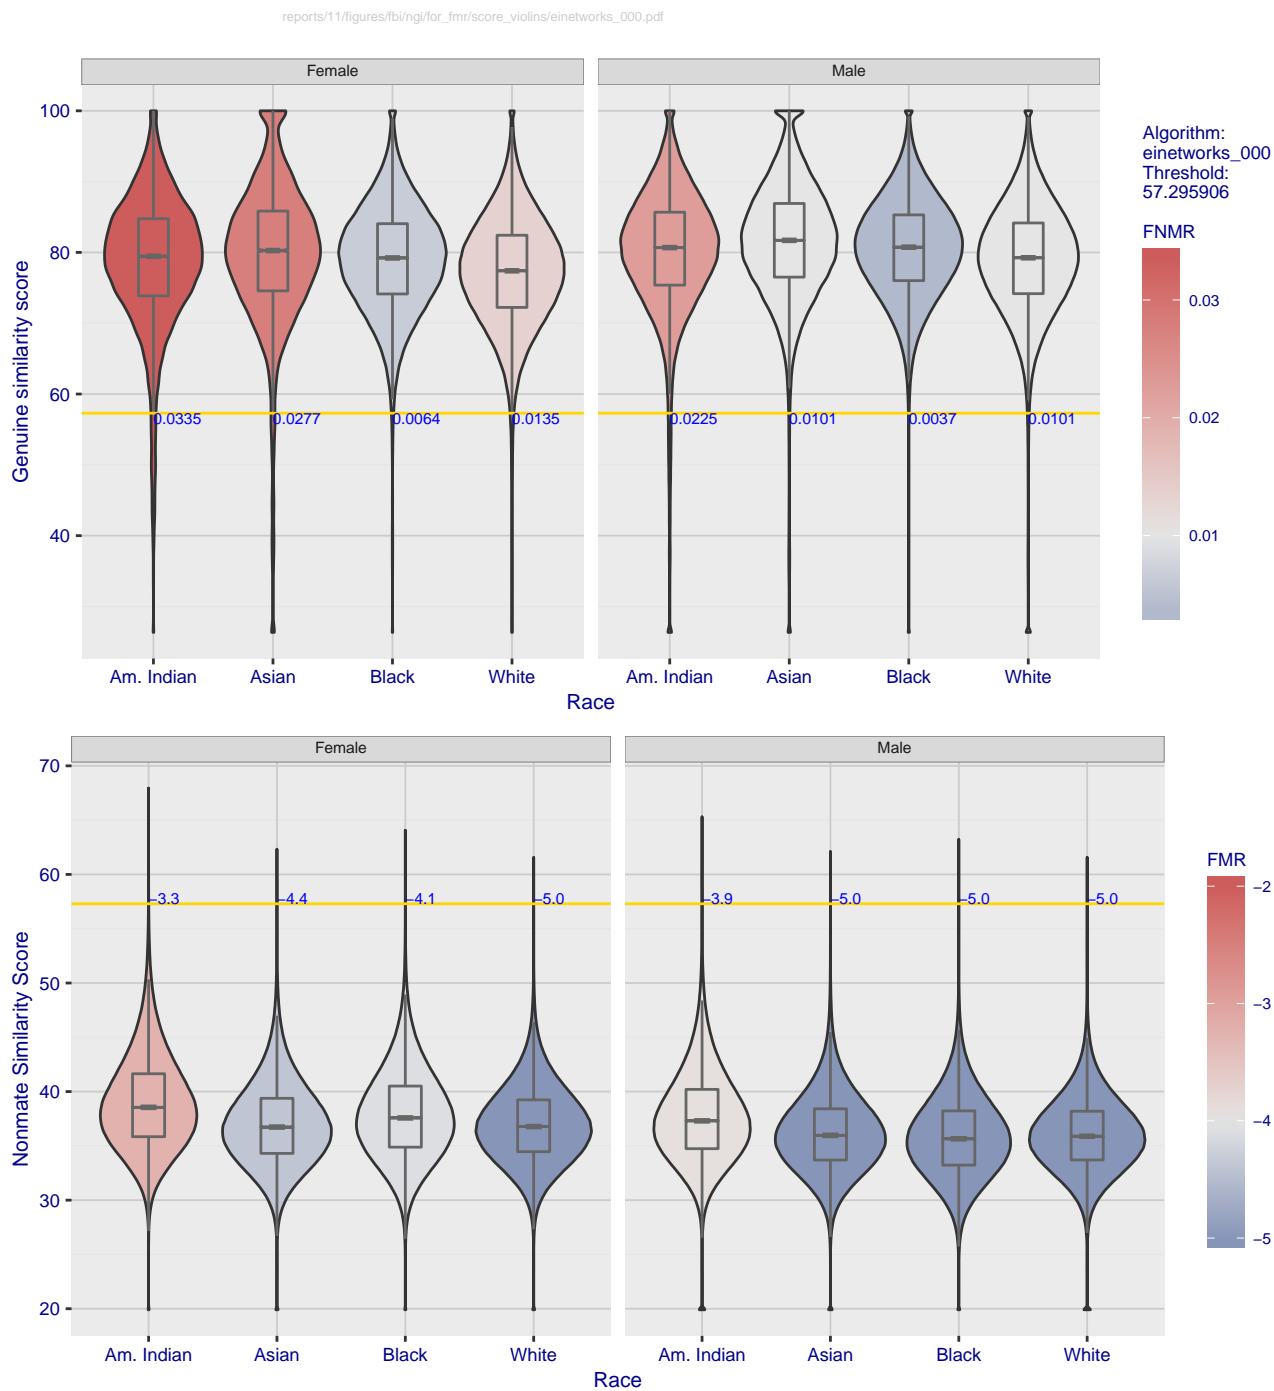 reports/11/figures/fbi/ngi/for_fmr/score_violins/einetworks_000.pdf
Female
Male
Genuine similarity score
100
80
60
40
0.0335
0.0277
0.0064
0.0135
0.0225
0.0101
0.0037
0.0101
Am. Indian
Asian
Black
White
Am. Indian
Asian
Black
White
Race
Algorithm:
einetworks_000
Threshold:
57.295906
FNMR
0.03
0.02
0.01
Female
Male
Nonmate Similarity Score
70
60
50
40
30
20
−3.3
−4.4
−4.1
−5.0
−3.9
−5.0
−5.0
−5.0
Am. Indian
Asian
Black
White
Am. Indian
Asian
Black
White
Race
FMR
−2
−3
−4
−5